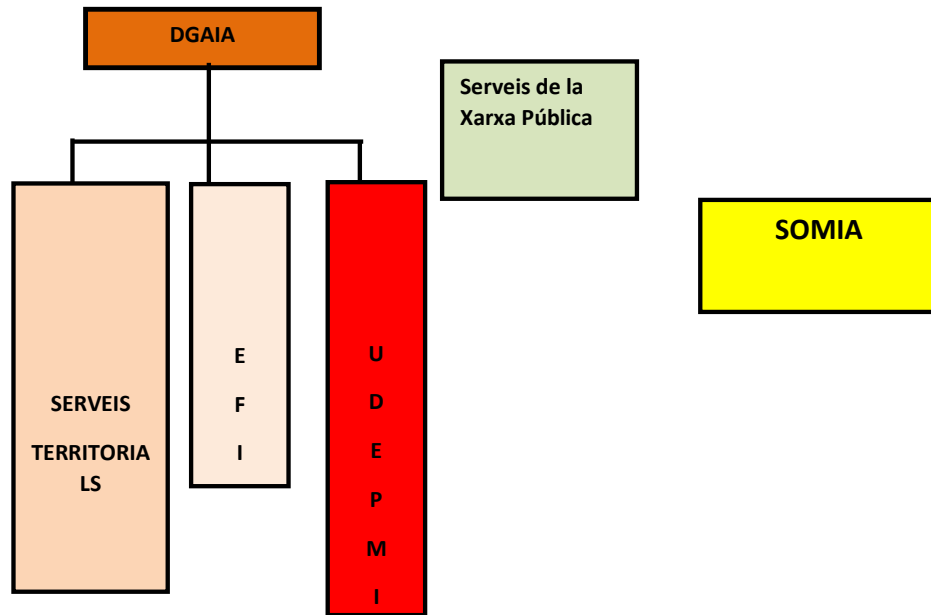 DGAIA
Serveis de la
Xarxa Pública
SOMIA
SERVEIS
TERRITORIA
LS
E
F
I
U
D
E
P
M
I